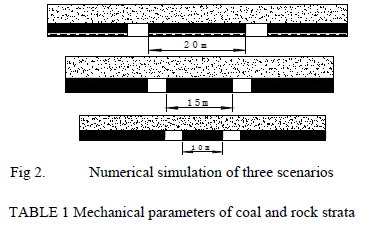 20m
15m
10m
Fig 2. Numerical simulation of three scenarios
TABLE 1 Mechanical parameters of coal and rock strata